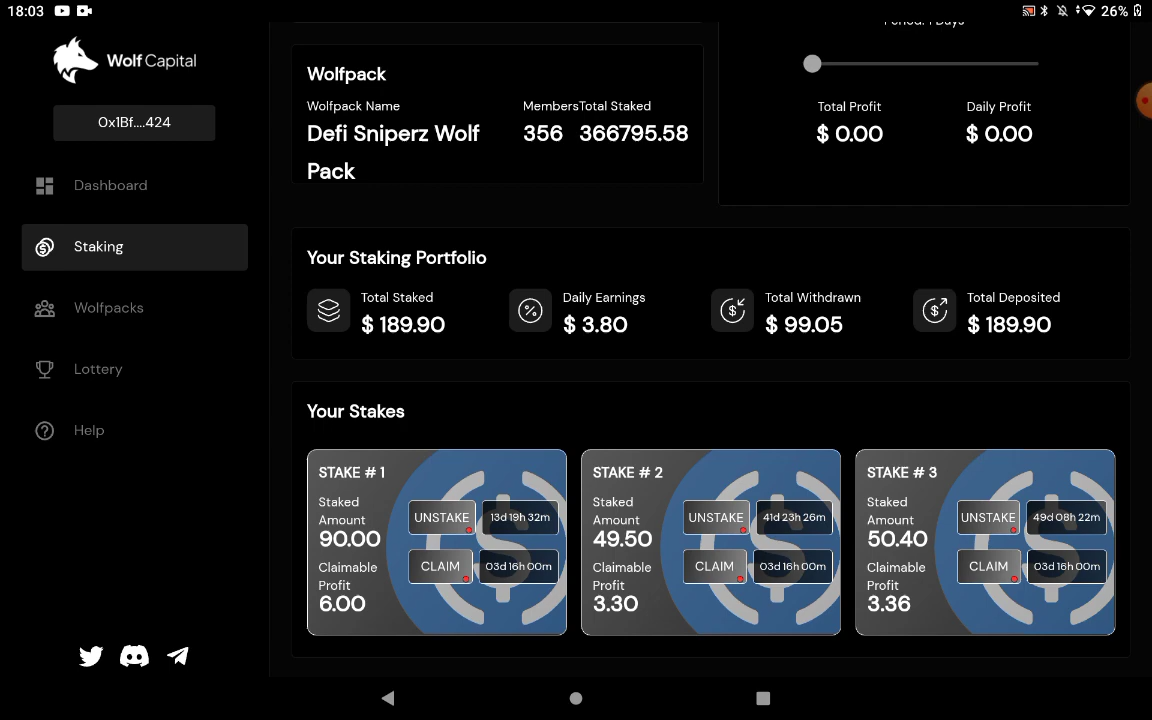 18:03
26%
Wolf Capital
0x1Bf....424
Dashboard
Staking
Wolfpacks
Lottery
Help
Wolfpack
Wolfpack Name
Members
Total Staked
Defi Sniperz Wolf
Pack
356
366795.58
Period: 1 Days
Total Profit
Daily Profit
$ 0.00
$ 0.00
Your Staking Portfolio
Total Staked
$ 189.90
Daily Earnings
$ 3.80
Total Withdrawn
$ 99.05
Total Deposited
$ 189.90
Your Stakes
STAKE # 1
Staked
Amount
90.00
UNSTAKE
13d 19h 32m
Claimable
Profit
6.00
CLAIM
03d 16h 00m
STAKE # 2
Staked
Amount
49.50
UNSTAKE
41d 23h 26m
Claimable
Profit
3.30
CLAIM
03d 16h 00m
STAKE # 3
Staked
Amount
50.40
UNSTAKE
49d 08h 22m
Claimable
Profit
3.36
CLAIM
03d 16h 00m